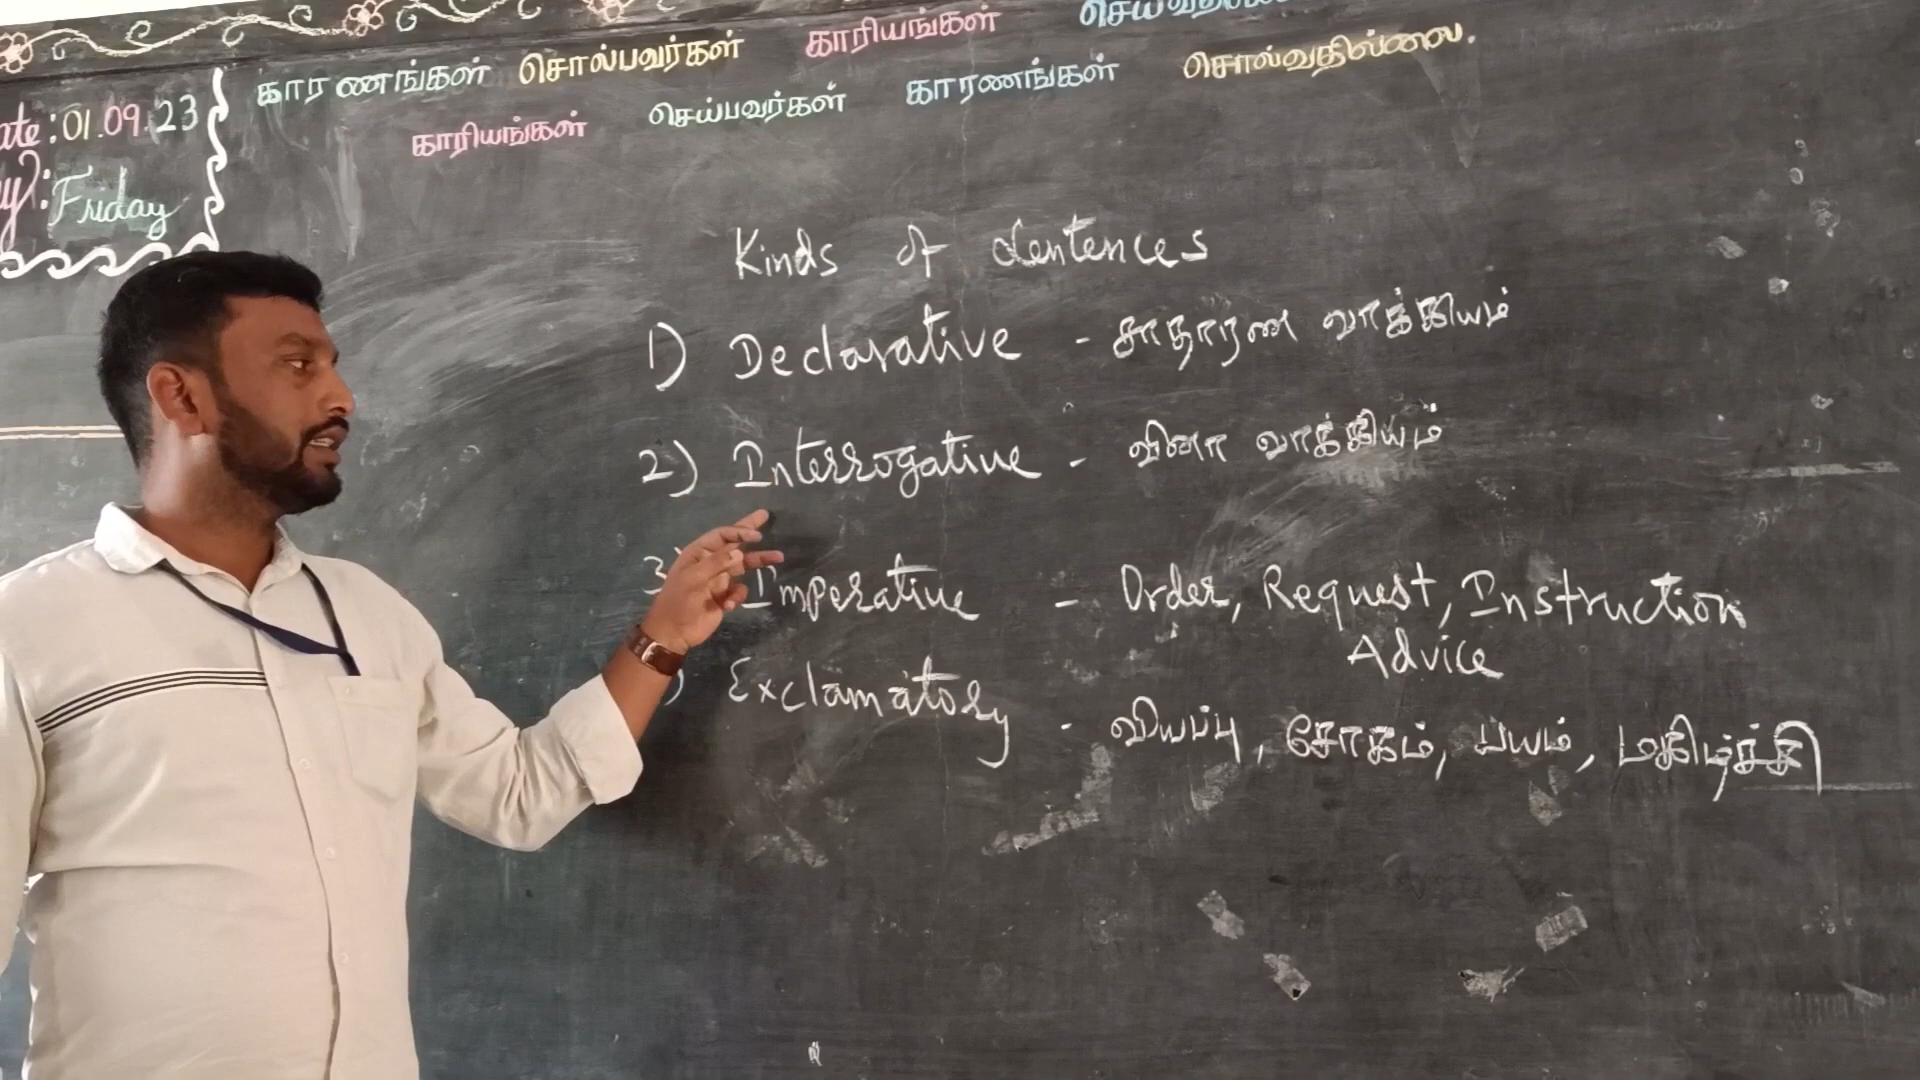 காரணங்கள் சொல்பவர்கள் காரியங்கள்
காரியங்கள் செய்பவர்கள் காரணங்கள் சொல்வதில்லை.
ate: 01.09.23
Friday
Kinds of Sentences
1) Declarative - சாதாரண வாக்கியம்
2) Interrogative - வினா வாக்கியம்
3) Imperative - Order, Request, Instruction
Advice
) Exclamatory - வியப்பு, சோகம், பயம், மகிழ்ச்சி